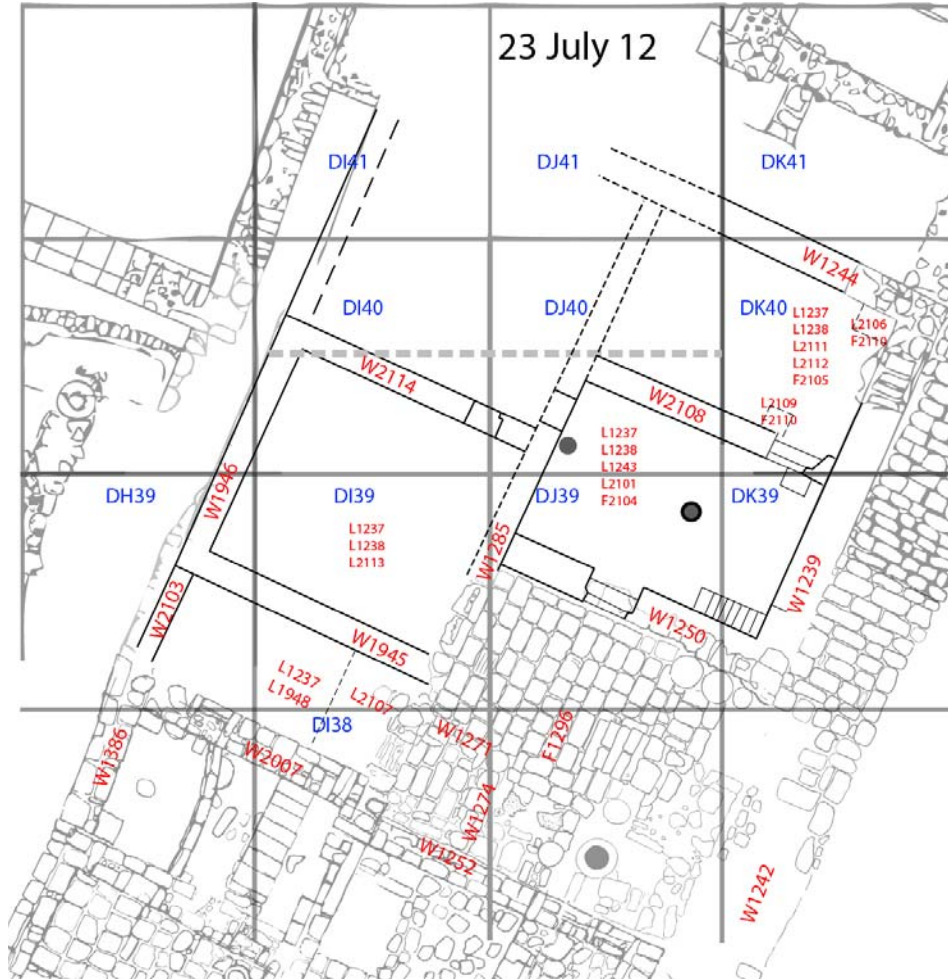 23 July 12
DI41
DJ41
DK41
W1244
DI40
DJ40
DK40
L1237
L1238
L2111
L2112
F2105
L2106
F2110
W2114
W2108
L2109
F2110
L1237
L1238
L1243
L2101
F2104
DH39
W1946
DI39
DJ39
DK39
L1237
L1238
L2113
W1285
W1239
W2103
W1945
W1250
L1237
L1948
L2107
DI38
W1386
W2007
W1271
F1296
W1274
W1252
W1242